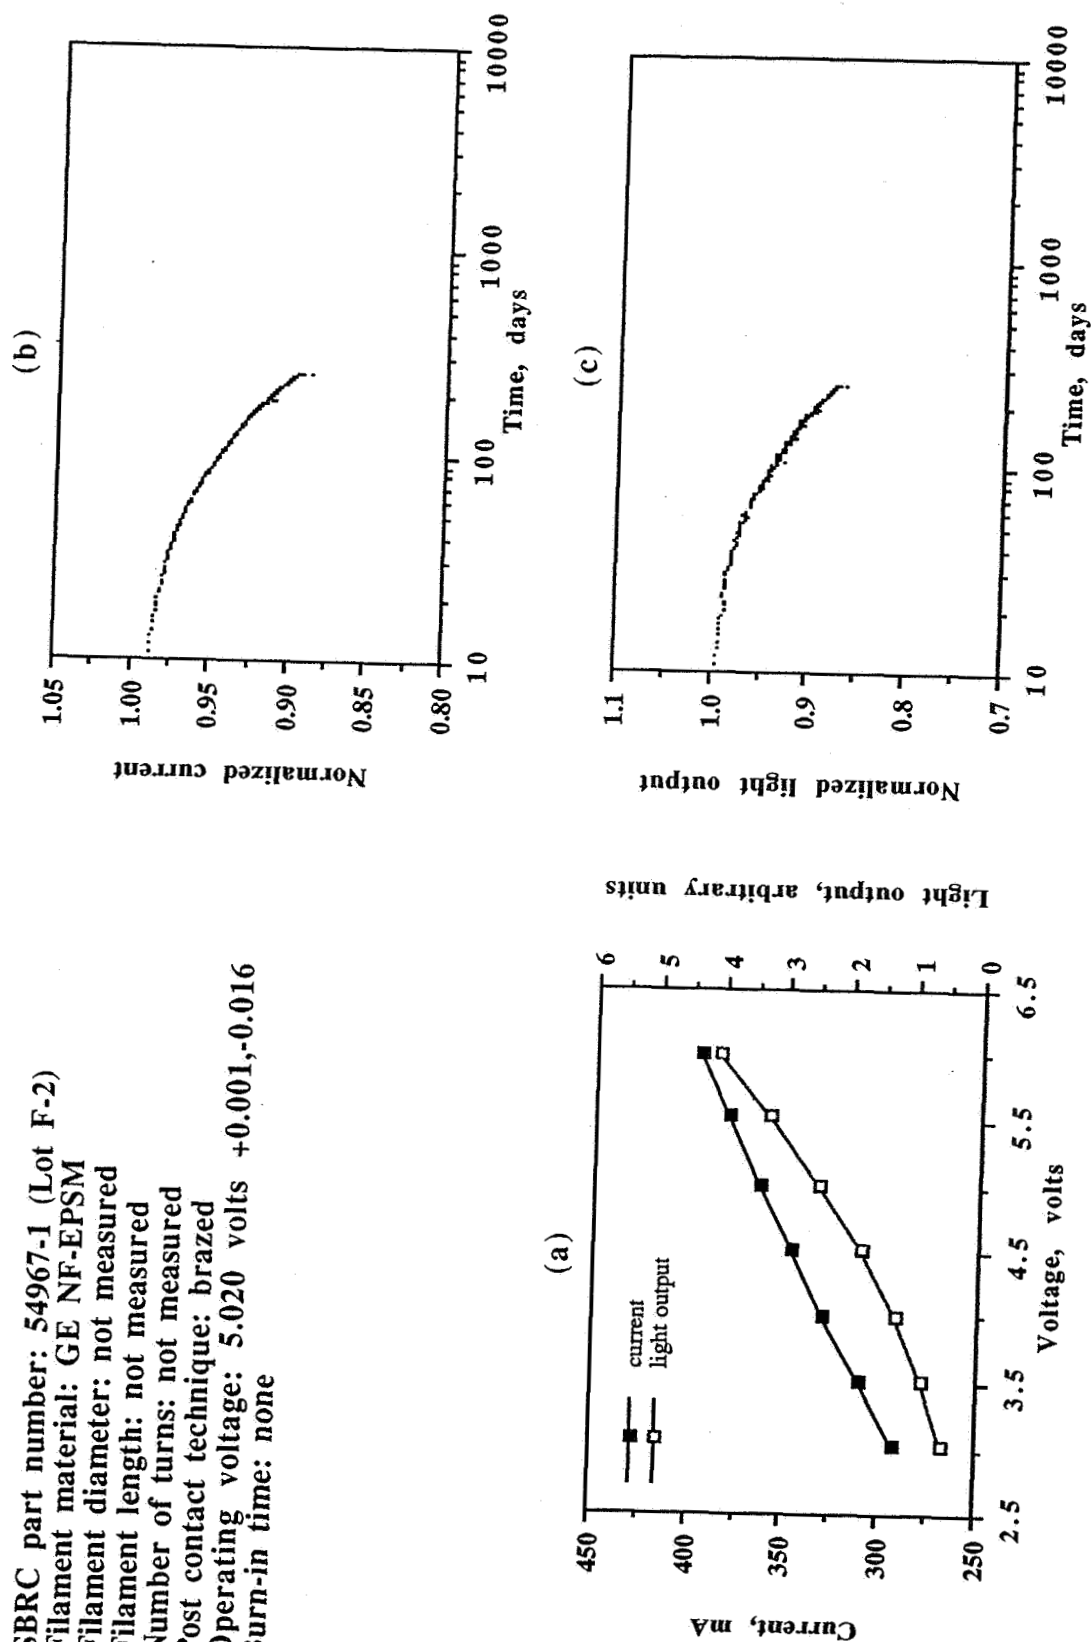 SBRC part number: 54967-1 (Lot F-2)
Filament material: GE NF-EPSM
Filament diameter: not measured
Filament length: not measured
Number of turns: not measured
Post contact technique: brazed
Operating voltage: 5.020 volts +0.001,-0.016
Burn-in time: none
(b)
Normalized current
1.05
1.00
0.95
0.90
0.85
0.80
10
100
1000
10000
Time, days
(a)
Current, mA
450
400
350
300
250
current
light output
6
5
4
3
2
1
0
Light output, arbitrary units
2.5
3.5
4.5
5.5
6.5
Voltage, volts
(c)
Normalized light output
1.1
1.0
0.9
0.8
0.7
10
100
1000
10000
Time, days